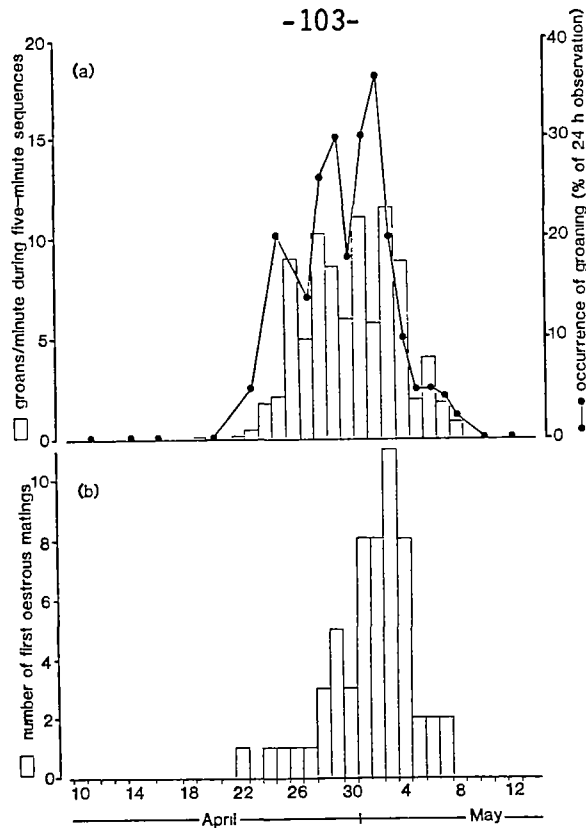 -103-
(a)
groans/minute during five-minute sequences
20
15
10
5
0
occurrence of groaning (% of 24 h observation)
40
30
20
10
0
(b)
number of first oestrous matings
10
8
6
4
2
0
10 12 14 16 18 22 26 30 4 8 12
April May